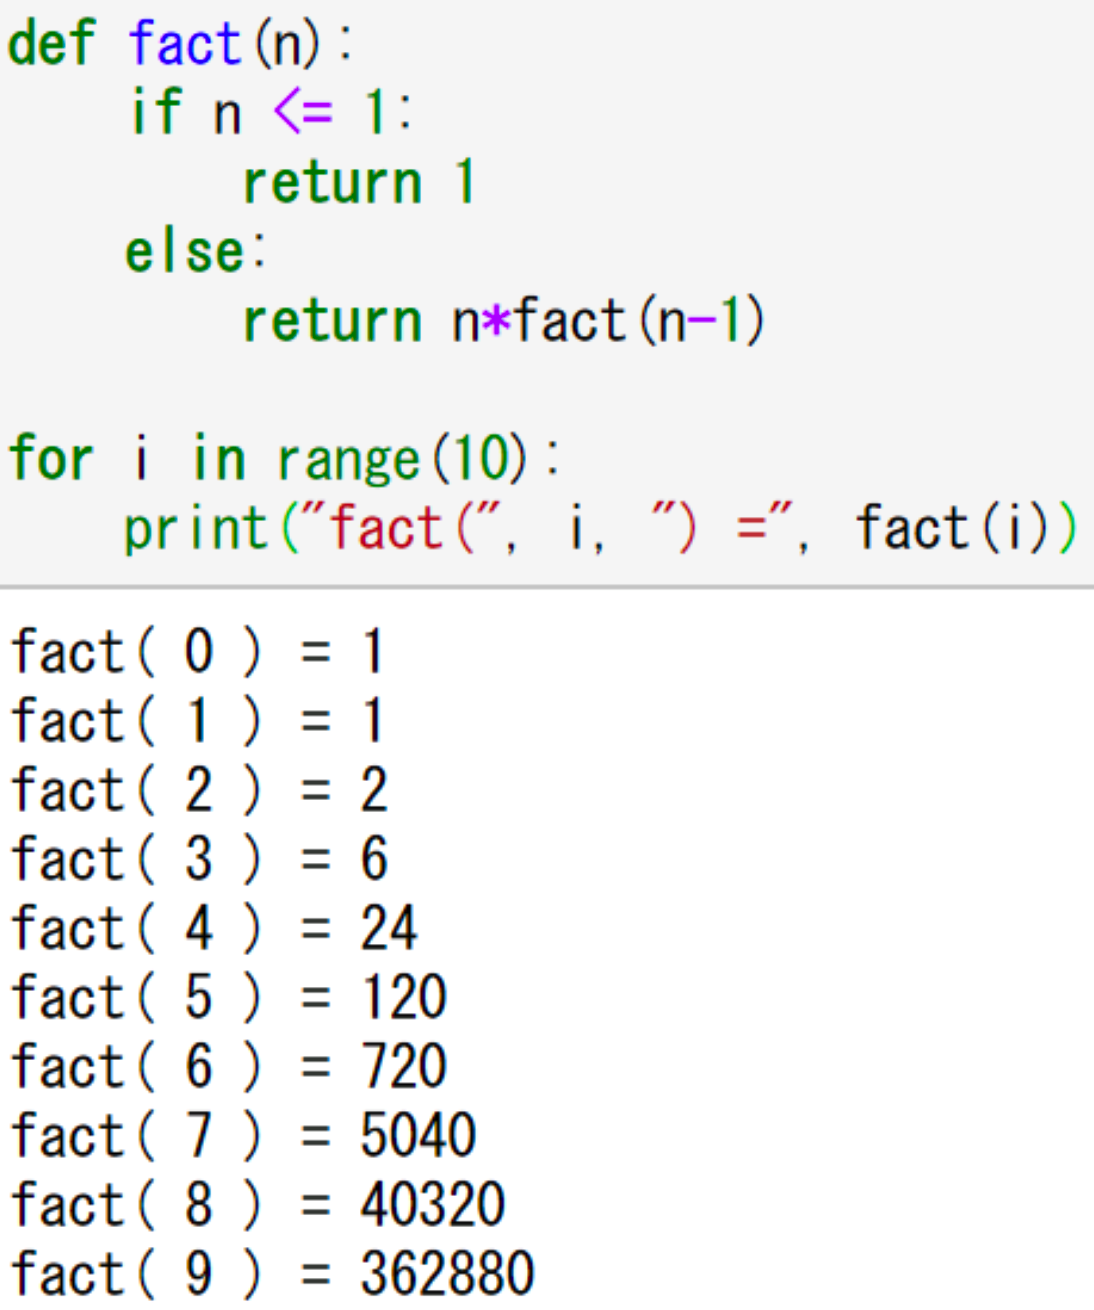 def fact(n):
    if n <= 1:
        return 1
    else:
        return n*fact(n-1)
for i in range(10):
    print("fact(", i, ") =", fact(i))
fact( 0 ) = 1
fact( 1 ) = 1
fact( 2 ) = 2
fact( 3 ) = 6
fact( 4 ) = 24
fact( 5 ) = 120
fact( 6 ) = 720
fact( 7 ) = 5040
fact( 8 ) = 40320
fact( 9 ) = 362880